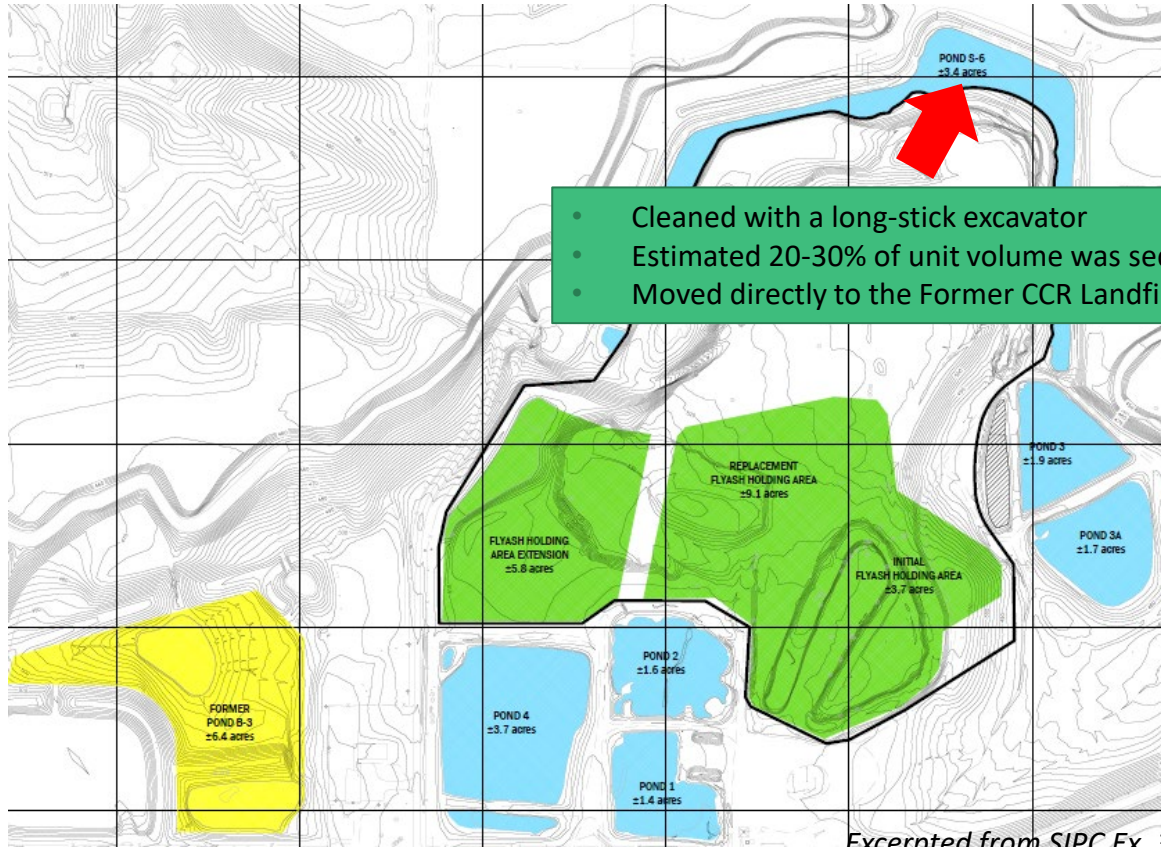 POND S-6
±3.4 acres
• Cleaned with a long-stick excavator
• Estimated 20-30% of unit volume was
• Moved directly to the Former CCR
POND 3
±1.9 acres
REPLACEMENT
FLYASH HOLDING AREA
±9.1 acres
FLYASH HOLDING
AREA EXTENSION
±5.8 acres
POND 3A
±1.7 acres
INITIAL
FLYASH HOLDING AREA
±3.7 acres
POND 2
±1.6 acres
FORMER
POND B-3
±6.4 acres
POND 4
±3.7 acres
POND 1
±1.4 acres
Excerpted from SIPC Ex.